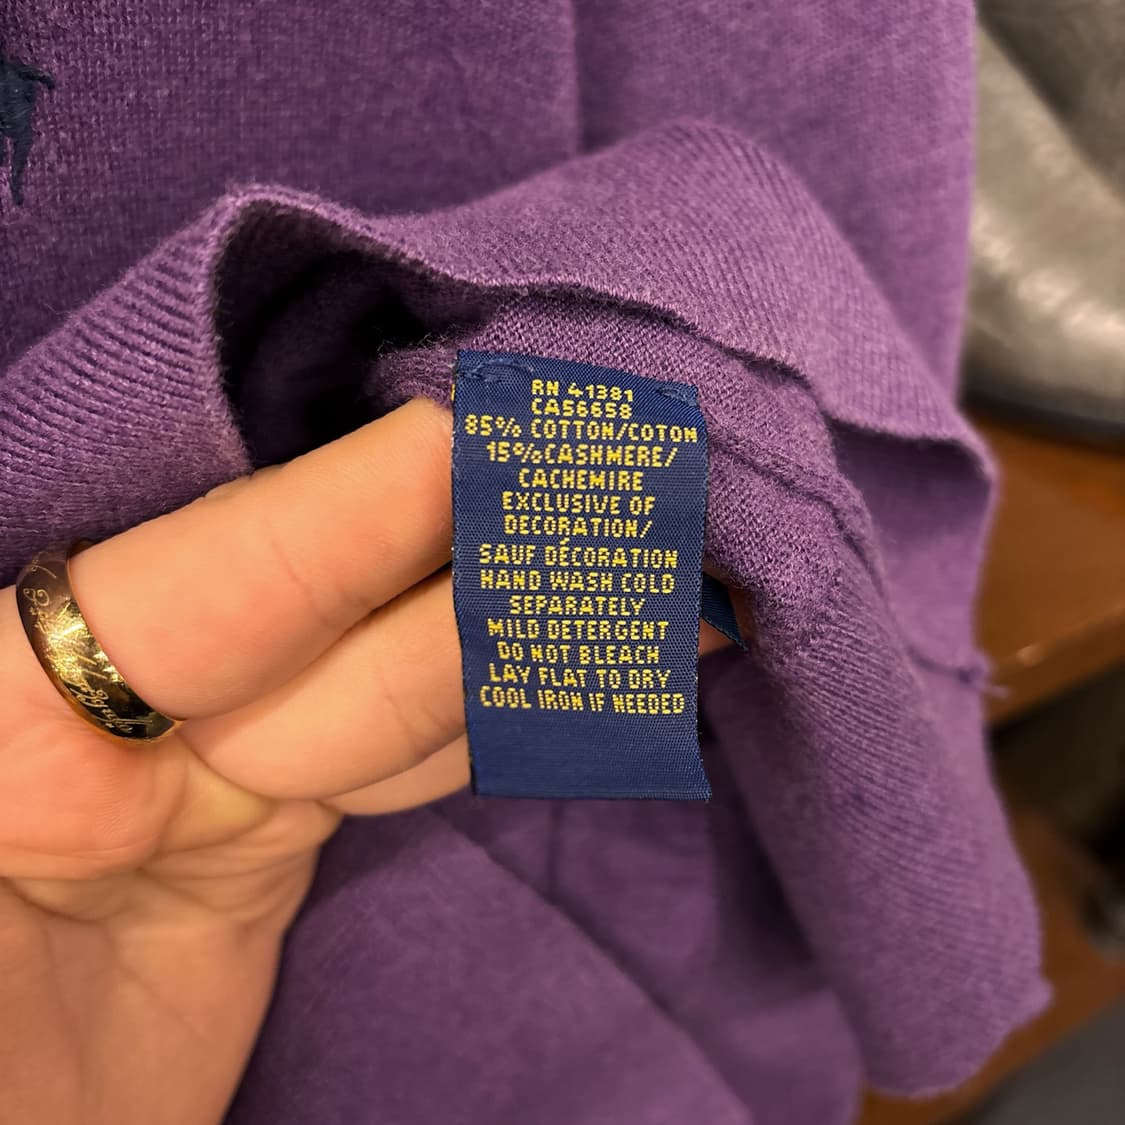 RN 41381
CA56658
85% COTTON/COTON
15%CASHMERE/
CACHEMIRE
EXCLUSIVE OF
DECORATION/
SAUF DÉCORATION
HAND WASH COLD
SEPARATELY
MILD DETERGENT
DO NOT BLEACH
LAY FLAT TO DRY
COOL IRON IF NEEDED